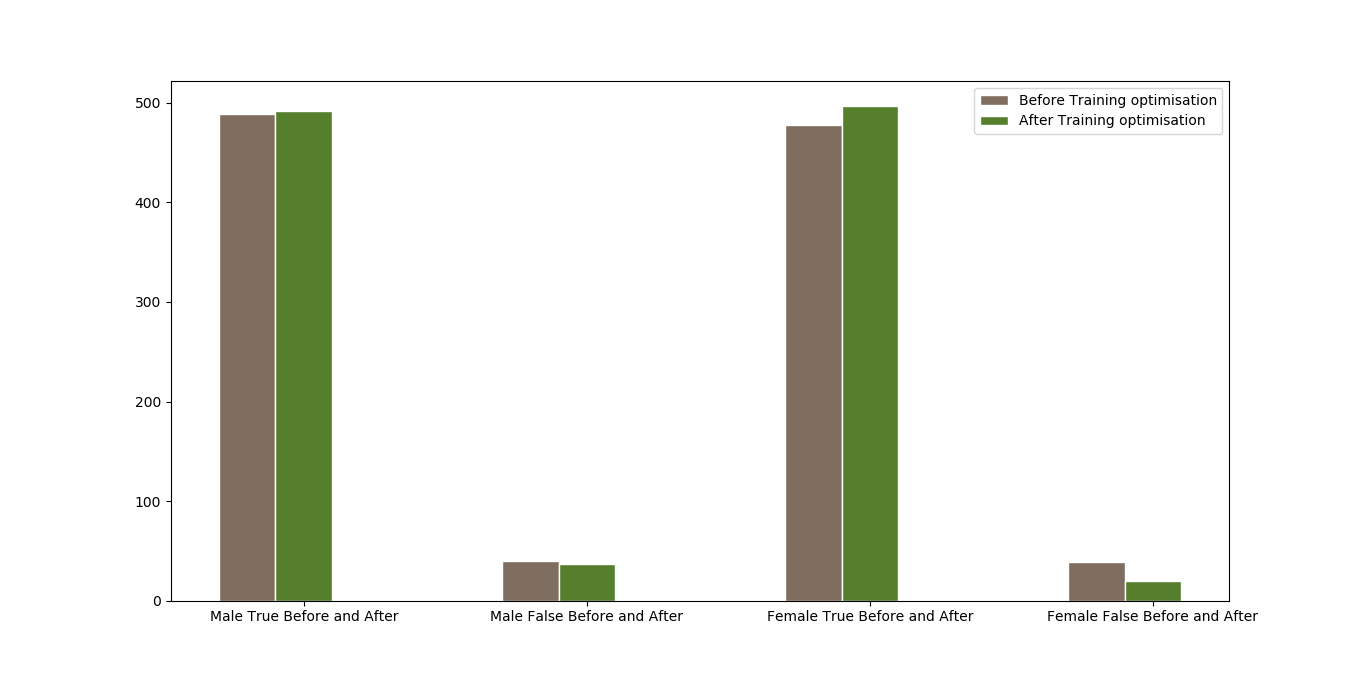 Before Training optimisation
After Training optimisation
500
400
300
200
100
0
Male True Before and After
Male False Before and After
Female True Before and After
Female False Before and After